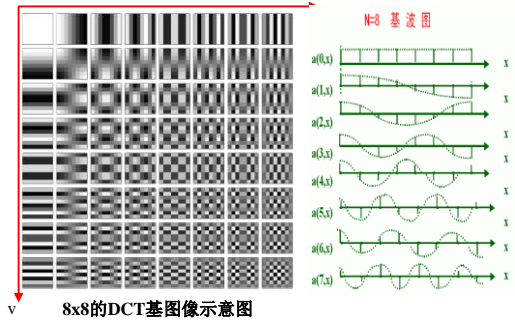 N=8 基波图
a(0,x) x
a(1,x) x
a(2,x) x
a(3,x) x
a(4,x) x
a(5,x) x
a(6,x) x
a(7,x) x
v
8x8的DCT基图像示意图